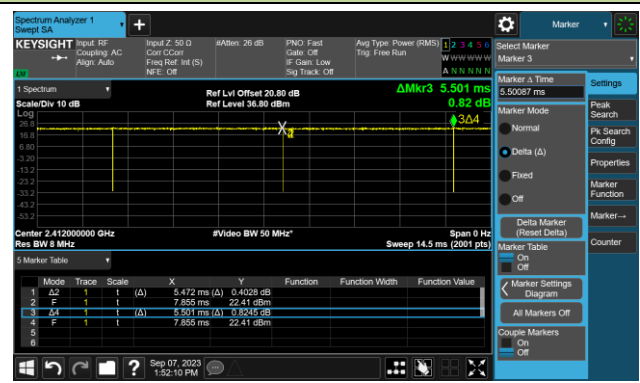 Spectrum Analyzer 1
Swept SA
Marker
KEYSIGHT
Input: RF
Coupling: AC
Align: Auto
Input Z: 50 Ω
Corr CCorr
Freq Ref: Int (S)
NFE: Off
#Atten: 26 dB
PNO: Fast
Gate: Off
IF Gain: Low
Sig Track: Off
Avg Type: Power (RMS)
Trig: Free Run
1 2 3 4 5 6
W W W W W W
A N N N N N
LXI
1 Spectrum
Scale/Div 10 dB
Ref Lvl Offset 20.80 dB
Ref Level 36.80 dBm
ΔMkr3 5.501 ms
0.82 dB
Log
26.8
16.8
6.80
-3.20
-13.2
-23.2
-33.2
-43.2
-53.2
3Δ4
X2
Center 2.412000000 GHz
Res BW 8 MHz
#Video BW 50 MHz*
Span 0 Hz
Sweep 14.5 ms (2001 pts)
5 Marker Table
Mode Trace Scale X Y Function Function Width Function Value
1 Δ2 1 t (Δ) 5.472 ms (Δ) 0.4028 dB
2 F 1 t 7.855 ms 22.41 dBm
3 Δ4 1 t (Δ) 5.501 ms (Δ) 0.8245 dB
4 F 1 t 7.855 ms 22.41 dBm
5
6
Sep 07, 2023
1:52:10 PM
Select Marker
Marker 3
Marker Δ Time
5.50087 ms
Marker Mode
Normal
Delta (Δ)
Fixed
Off
Delta Marker
(Reset Delta)
Marker Table
On
Off
Marker Settings
Diagram
All Markers Off
Couple Markers
On
Off
Settings
Peak
Search
Pk Search
Config
Properties
Marker
Function
Marker→
Counter